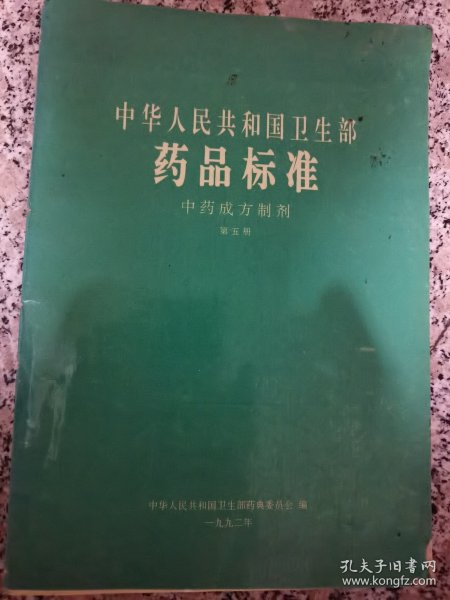 中华人民共和国卫生部
药品标准
中药成方制剂
第五册
中华人民共和国卫生部药典委员会 编
一九九二年
孔夫子旧书网
www.kongfz.com